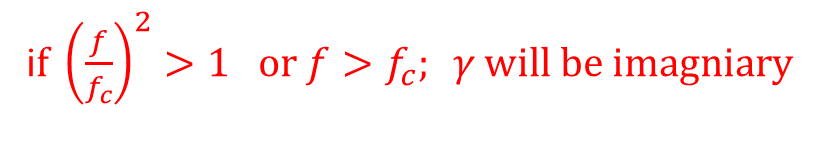 if (f/f_c)^2 > 1 or f > f_c; γ will be imagniary